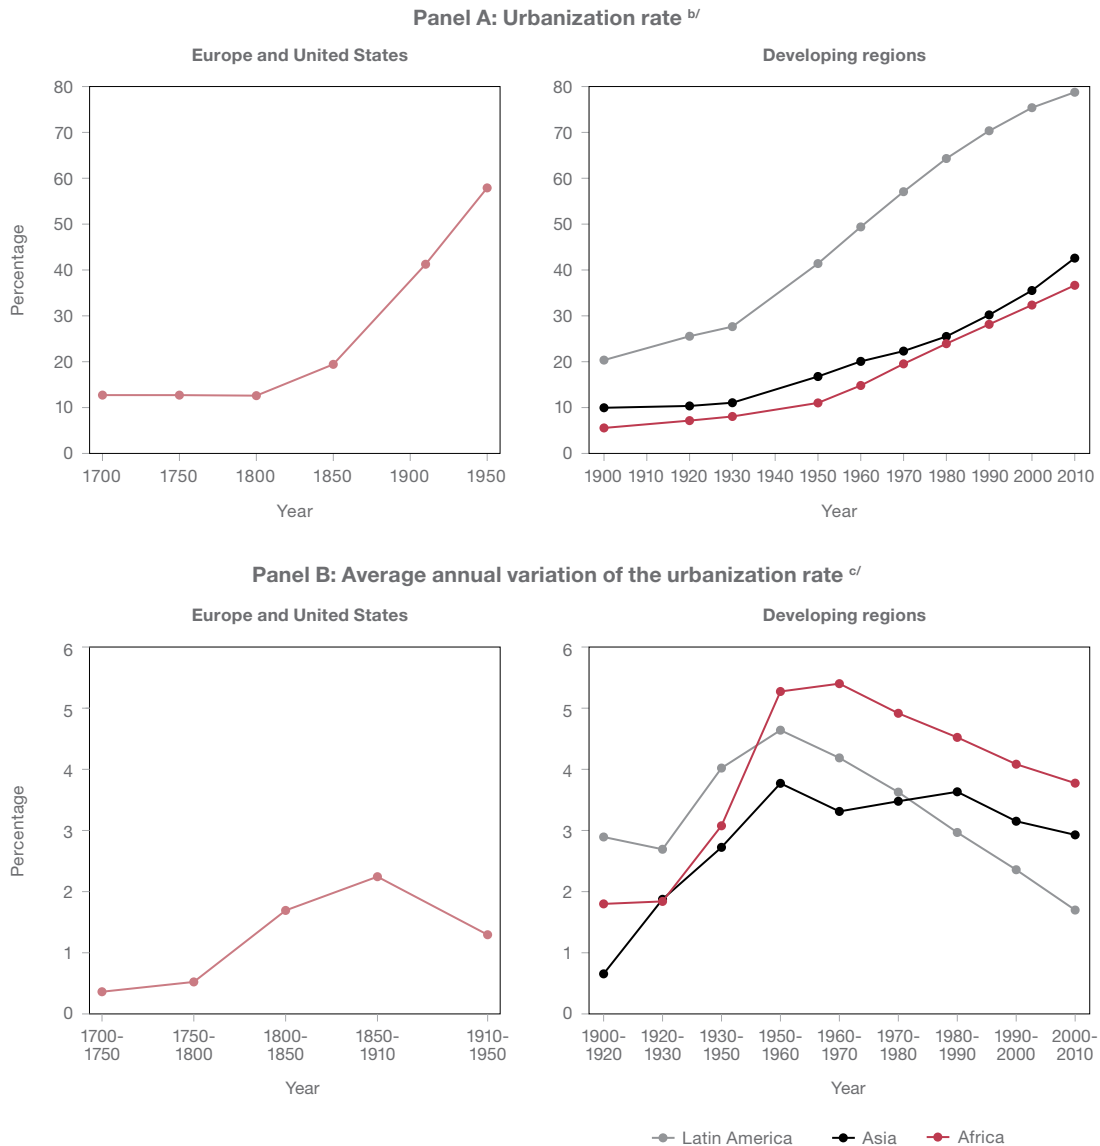 Panel A: Urbanization rate b/
Europe and United States
Developing regions
Percentage
80
70
60
50
40
30
20
10
0
1700 1750 1800 1850 1900 1950
Year
80
70
60
50
40
30
20
10
0
1900 1910 1920 1930 1940 1950 1960 1970 1980 1990 2000 2010
Year
Panel B: Average annual variation of the urbanization rate c/
Europe and United States
Developing regions
Percentage
6
5
4
3
2
1
0
1700- 1750- 1800- 1850- 1910-
1750 1800 1850 1910 1950
Year
6
5
4
3
2
1
0
1900- 1920- 1930- 1950- 1960- 1970- 1980- 1990- 2000-
1920 1930 1950 1960 1970 1980 1990 2000 2010
Year
Latin America Asia Africa